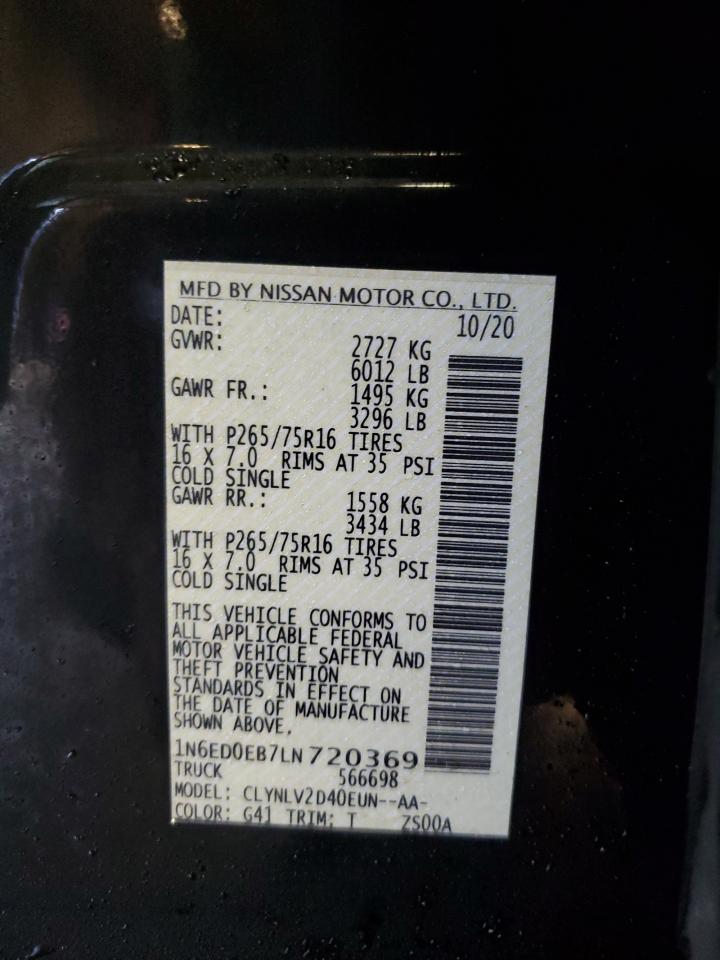 MFD BY NISSAN MOTOR CO., LTD.
DATE: 10/20
GVWR: 2727 KG
6012 LB
GAWR FR.: 1495 KG
3296 LB
WITH P265/75R16 TIRES
16 X 7.0 RIMS AT 35 PSI
COLD SINGLE
GAWR RR.: 1558 KG
3434 LB
WITH P265/75R16 TIRES
16 X 7.0 RIMS AT 35 PSI
COLD SINGLE
THIS VEHICLE CONFORMS TO
ALL APPLICABLE FEDERAL
MOTOR VEHICLE SAFETY AND
THEFT PREVENTION
STANDARDS IN EFFECT ON
THE DATE OF MANUFACTURE
SHOWN ABOVE.
1N6ED0EB7LN720369
TRUCK 566698
MODEL: CLYNLV2D40EUN--AA-
COLOR: G41 TRIM: T ZS00A